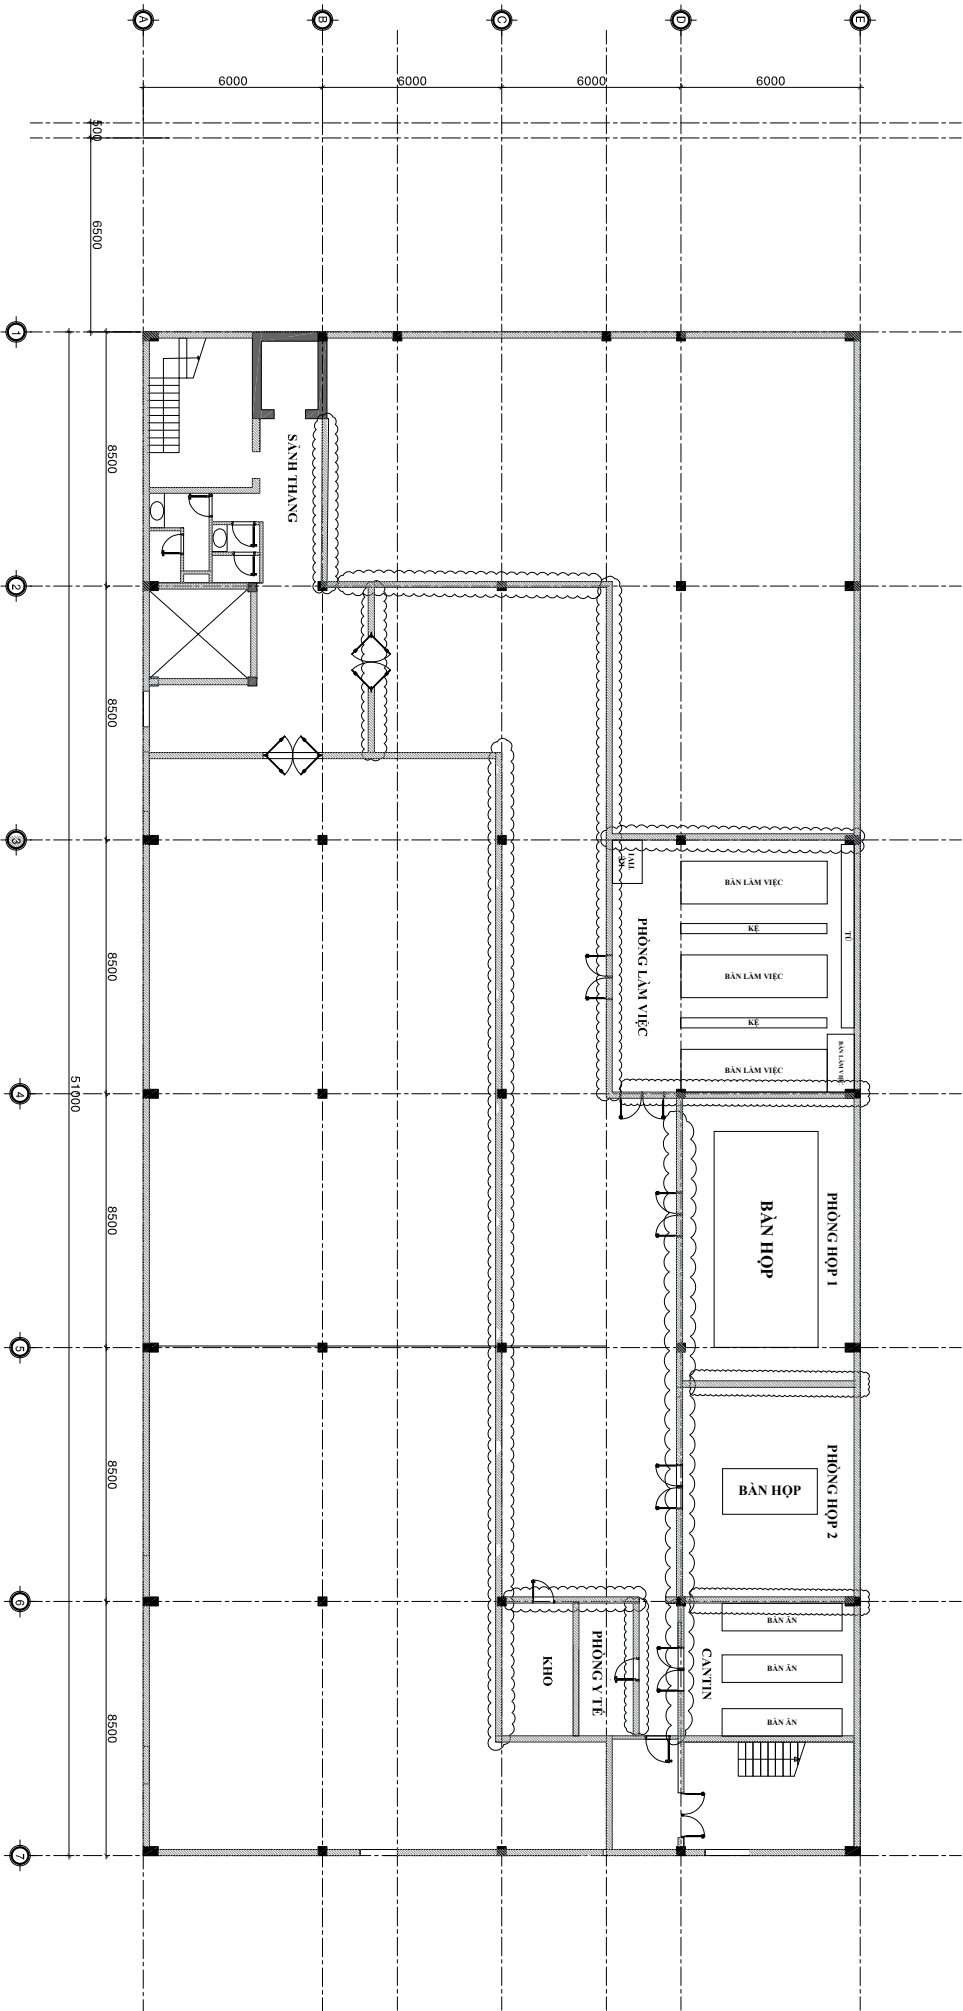 A
B
C
D
E
6000
6000
6000
6000
500
6500
1
SẢNH THANG
8500
2
8500
3
BÀN LÀM VIỆC
TỦ
KỆ
PHÒNG LÀM VIỆC
8500
BÀN LÀM VIỆC
KỆ
BÀN LÀM VIỆC
BÀN LÀM VIỆC
4
51000
8500
BÀN HỌP
PHÒNG HỌP 1
5
8500
BÀN HỌP
PHÒNG HỌP 2
6
BÀN ĂN
KHO
PHÒNG Y TẾ
CANTIN
BÀN ĂN
8500
BÀN ĂN
7